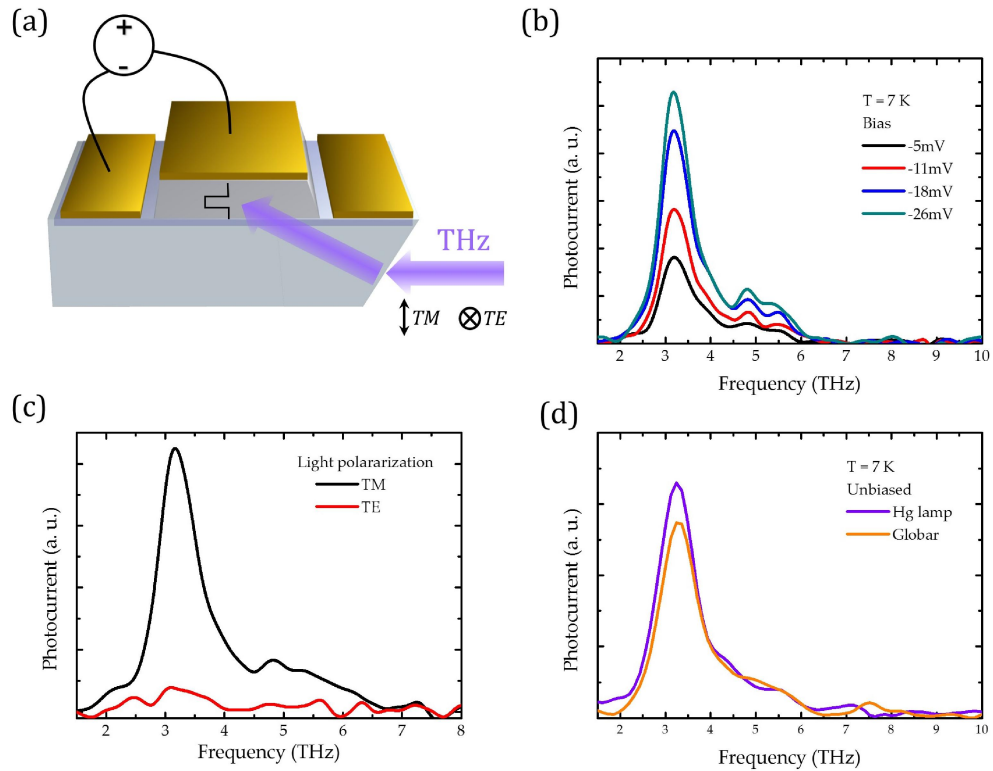 (a)
+
-
THz
TM
TE
(b)
Photocurrent (a. u.)
T = 7 K
Bias
-5mV
-11mV
-18mV
-26mV
2 3 4 5 6 7 8 9 10
Frequency (THz)
(c)
Photocurrent (a. u.)
Light polararization
TM
TE
2 3 4 5 6 7 8
Frequency (THz)
(d)
Photocurrent (a. u.)
T = 7 K
Unbiased
Hg lamp
Globar
2 3 4 5 6 7 8 9 10
Frequency (THz)